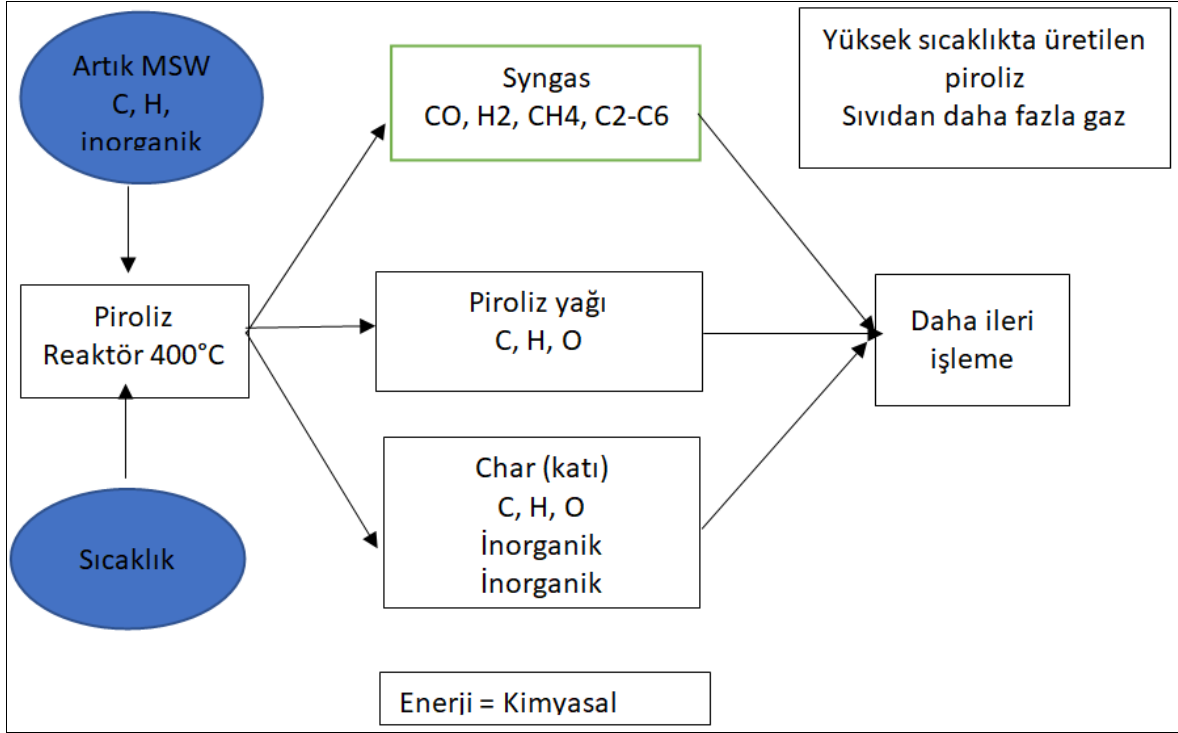 Artık MSW
C, H,
inorganik
Syngas
CO, H2, CH4, C2-C6
Yüksek sıcaklıkta üretilen
piroliz
Sıvıdan daha fazla gaz
Piroliz
Reaktör 400°C
Piroliz yağı
C, H, O
Daha ileri
işleme
Char (katı)
C, H, O
İnorganik
İnorganik
Sıcaklık
Enerji = Kimyasal